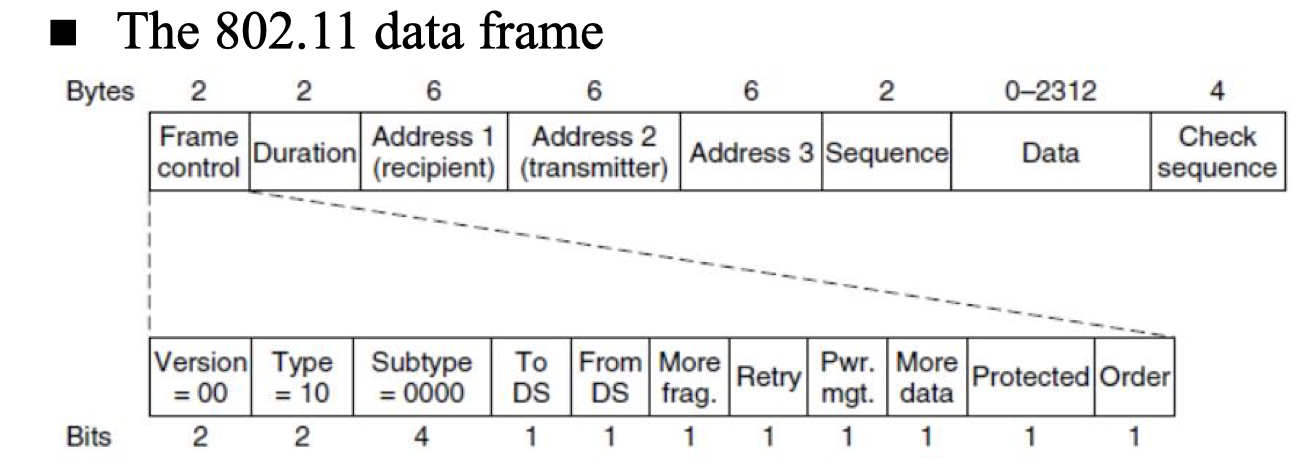 ■ The 802.11 data frame
Bytes 2 2 6 6 6 2 0–2312 4
Frame control Duration Address 1 (recipient) Address 2 (transmitter) Address 3 Sequence Data Check sequence
Version = 00 Type = 10 Subtype = 0000 To DS From DS More frag. Retry Pwr. mgt. More data Protected Order
Bits 2 2 4 1 1 1 1 1 1 1 1